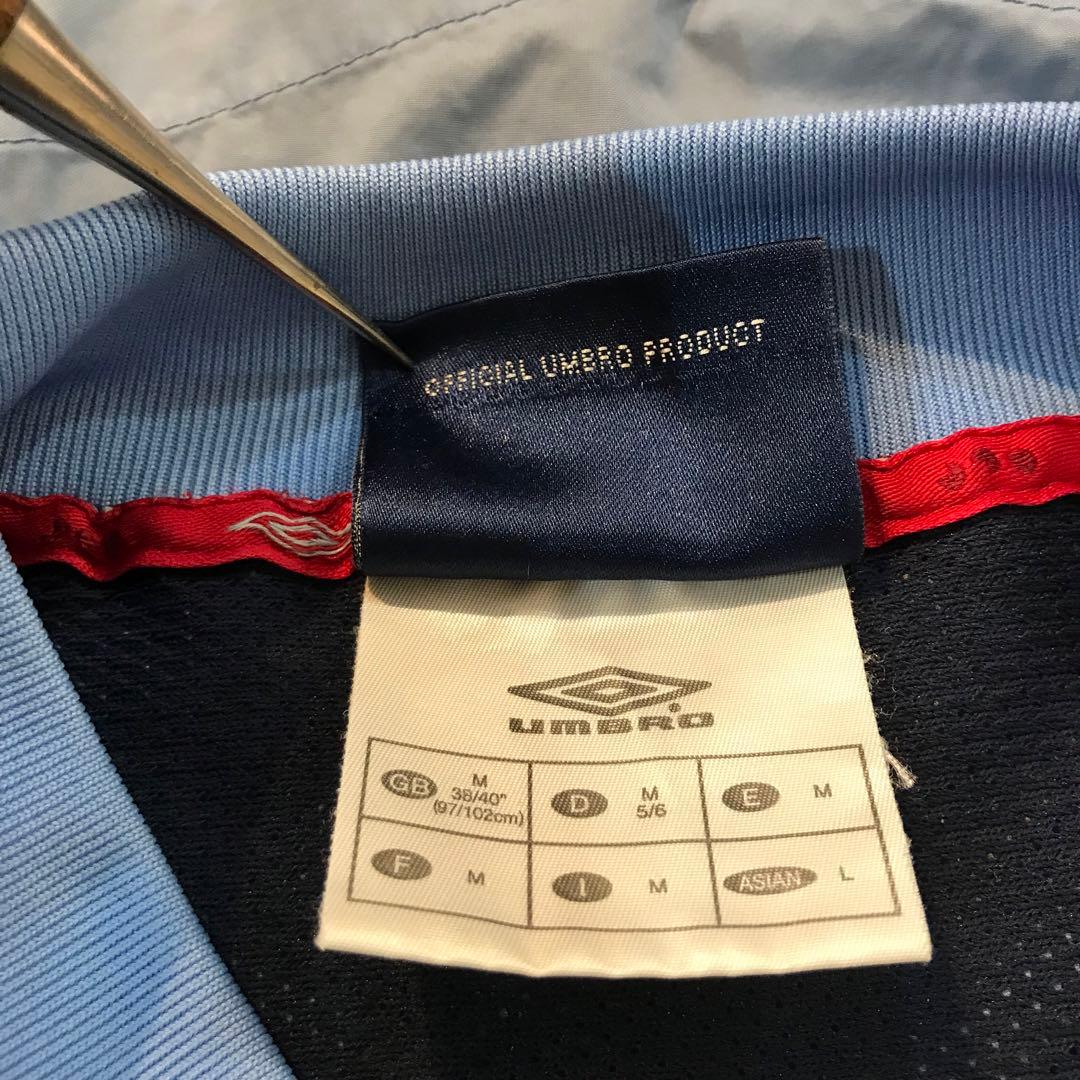 OFFICIAL UMBRO PRODUCT
UMBRO
GB M
38/40"
(97/102cm)
D M
5/6
E M
F M
I M
ASIAN L